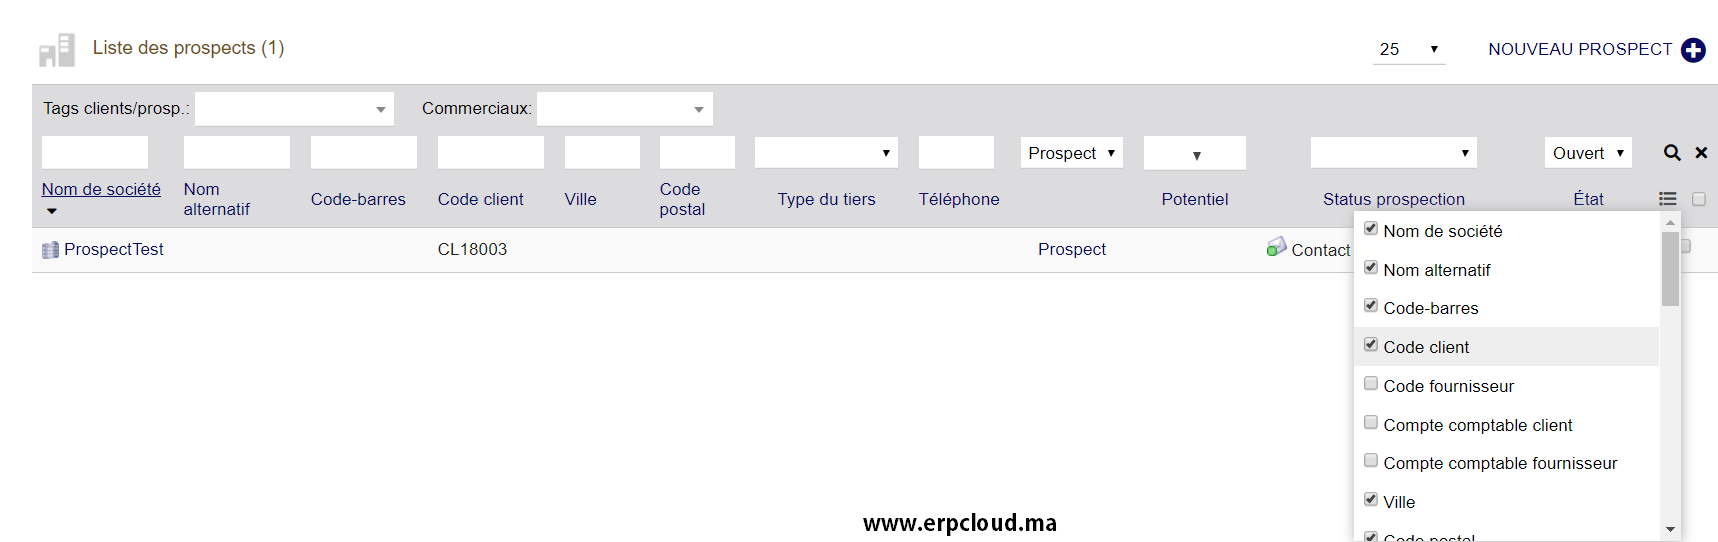 Liste des prospects (1)
25
NOUVEAU PROSPECT
Tags clients/prosp.:
Commerciaux:
Prospect
Ouvert
Nom de société
Nom alternatif
Code-barres
Code client
Ville
Code postal
Type du tiers
Téléphone
Potentiel
Status prospection
État
ProspectTest
CL18003
Prospect
Contact
Nom de société
Nom alternatif
Code-barres
Code client
Code fournisseur
Compte comptable client
Compte comptable fournisseur
Ville
Code postal
www.erpcloud.ma